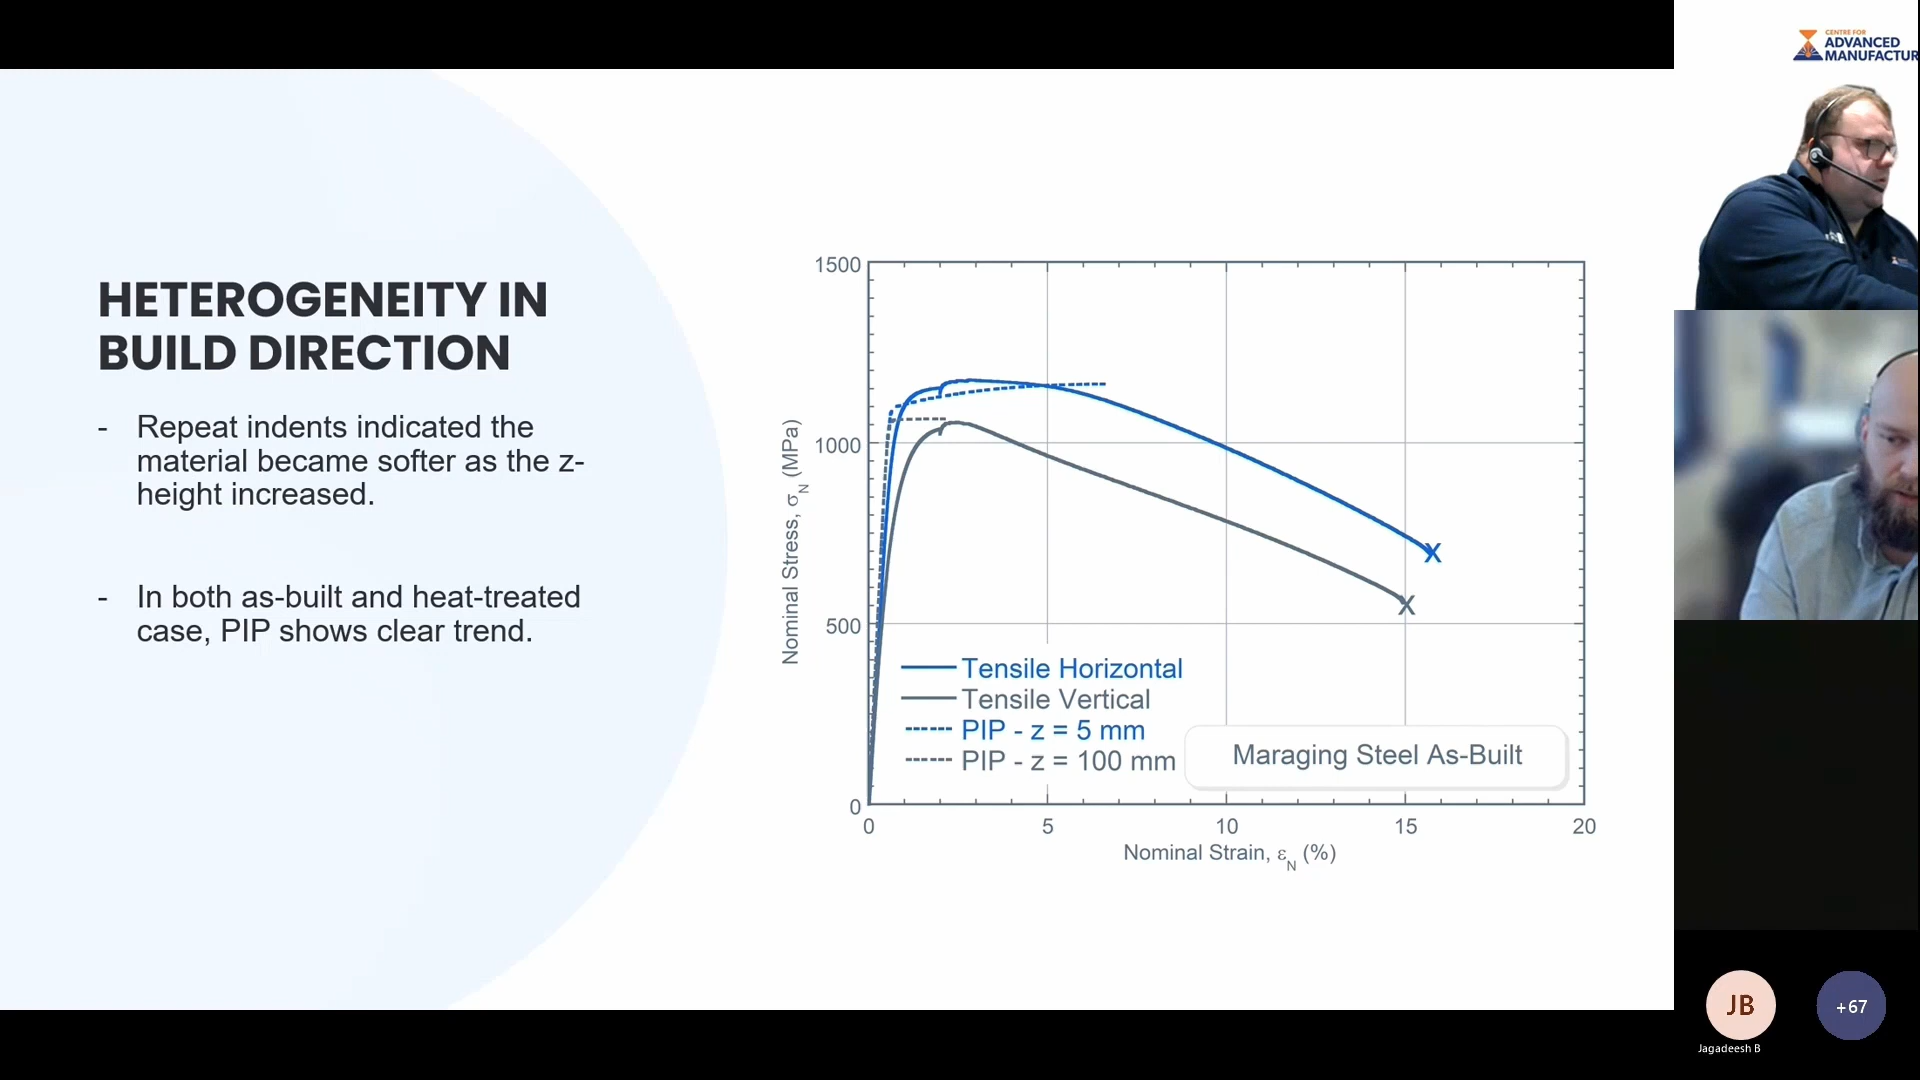 CENTRE FOR
ADVANCED
MANUFACTUR
HETEROGENEITY IN
BUILD DIRECTION
- Repeat indents indicated the
material became softer as the z-
height increased.
- In both as-built and heat-treated
case, PIP shows clear trend.
1500
1000
500
0
Nominal Stress, σN (MPa)
Tensile Horizontal
Tensile Vertical
PIP - z = 5 mm
PIP - z = 100 mm
Maraging Steel As-Built
0 5 10 15 20
Nominal Strain, εN (%)
JB
+67
Jagadeesh B